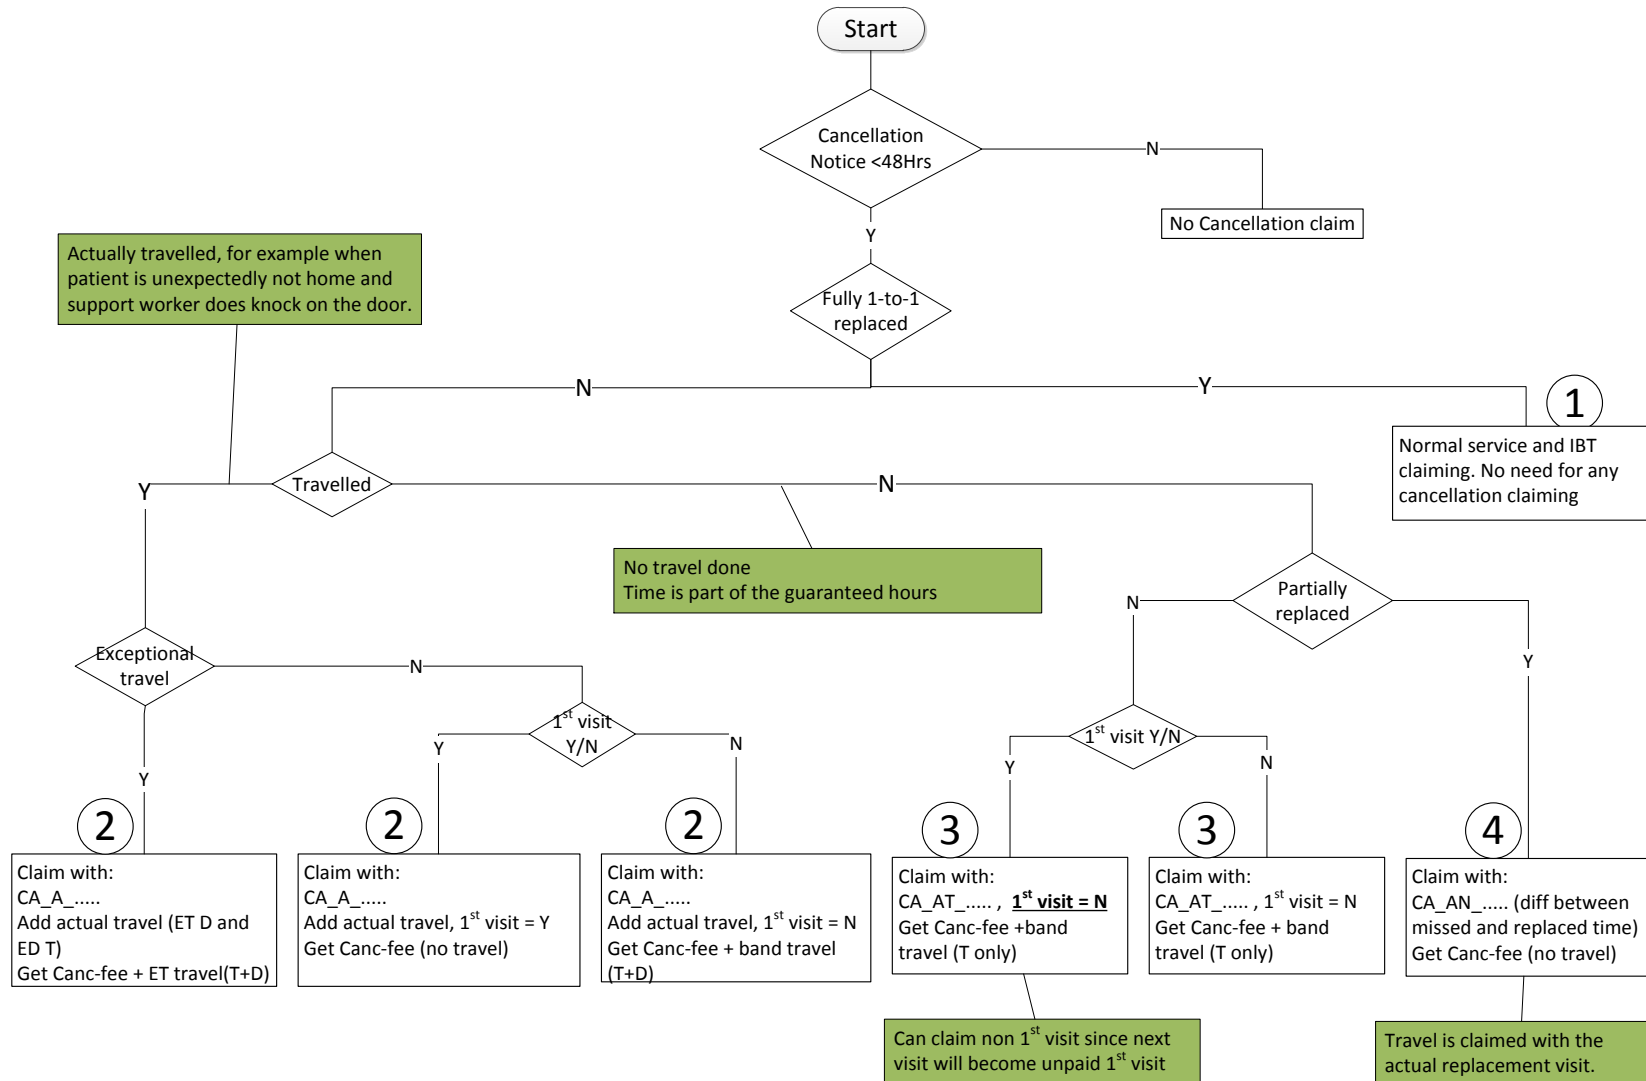 Start
Cancellation
Notice <48Hrs
N
No Cancellation claim
Y
Actually travelled, for example when
patient is unexpectedly not home and
support worker does knock on the door.
Fully 1-to-1
replaced
N
Y
1
Normal service and IBT
claiming. No need for any
cancellation claiming
Travelled
Y
N
No travel done
Time is part of the guaranteed hours
Partially
replaced
N
Y
Exceptional
travel
N
Y
1st visit
Y/N
Y
N
1st visit Y/N
Y
N
2
Claim with:
CA_A_.....
Add actual travel (ET D and
ED T)
Get Canc-fee + ET travel(T+D)
2
Claim with:
CA_A_.....
Add actual travel, 1st visit = Y
Get Canc-fee (no travel)
2
Claim with:
CA_A_.....
Add actual travel, 1st visit = N
Get Canc-fee + band travel
(T+D)
3
Claim with:
CA_AT_..... , 1st visit = N
Get Canc-fee +band
travel (T only)
3
Claim with:
CA_AT_..... , 1st visit = N
Get Canc-fee + band
travel (T only)
4
Claim with:
CA_AN_..... (diff between
missed and replaced time)
Get Canc-fee (no travel)
Can claim non 1st visit since next
visit will become unpaid 1st visit
Travel is claimed with the
actual replacement visit.